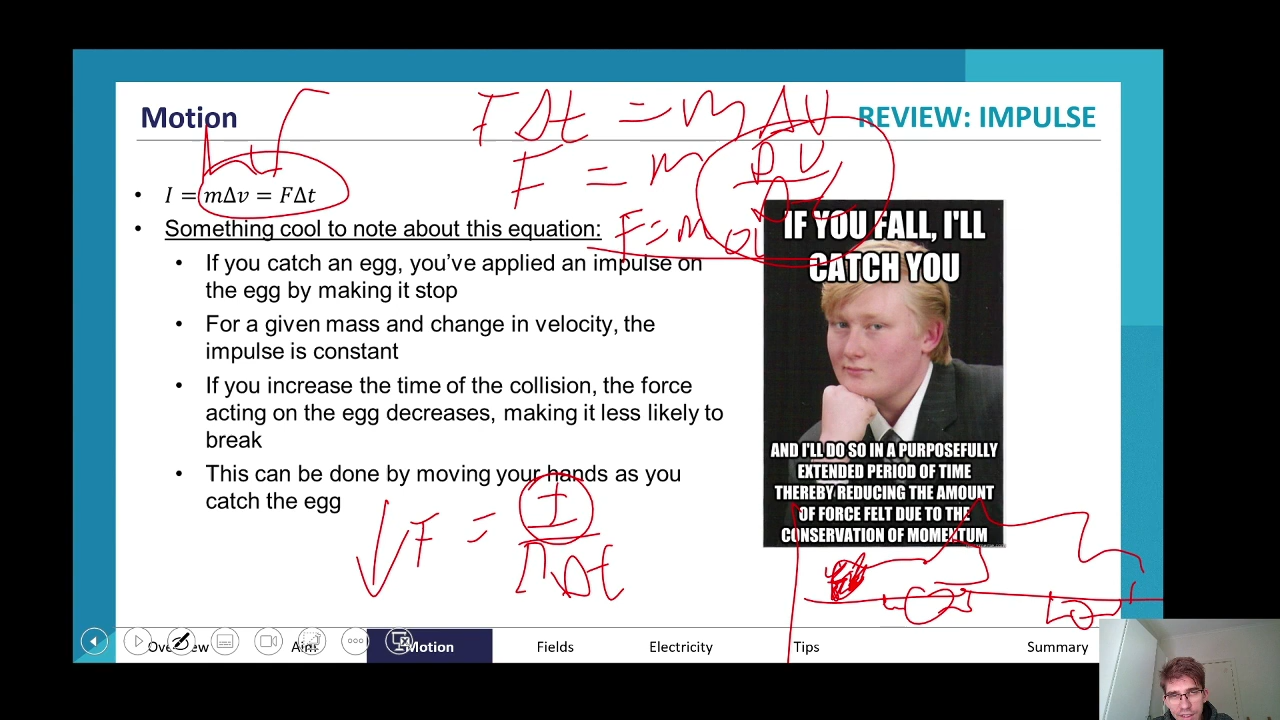 Motion
REVIEW: IMPULSE
FΔt = mΔV
F = m ΔV/Δt
F = ma
• I = mΔv = FΔt
• Something cool to note about this equation:
• If you catch an egg, you've applied an impulse on
the egg by making it stop
• For a given mass and change in velocity, the
impulse is constant
• If you increase the time of the collision, the force
acting on the egg decreases, making it less likely to
break
• This can be done by moving your hands as you
catch the egg
↓F = I/↑Δt
IF YOU FALL, I'LL
CATCH YOU
AND I'LL DO SO IN A PURPOSEFULLY
EXTENDED PERIOD OF TIME
THEREBY REDUCING THE AMOUNT
OF FORCE FELT DUE TO THE
CONSERVATION OF MOMENTUM
Overview Aim Motion Fields Electricity Tips Summary